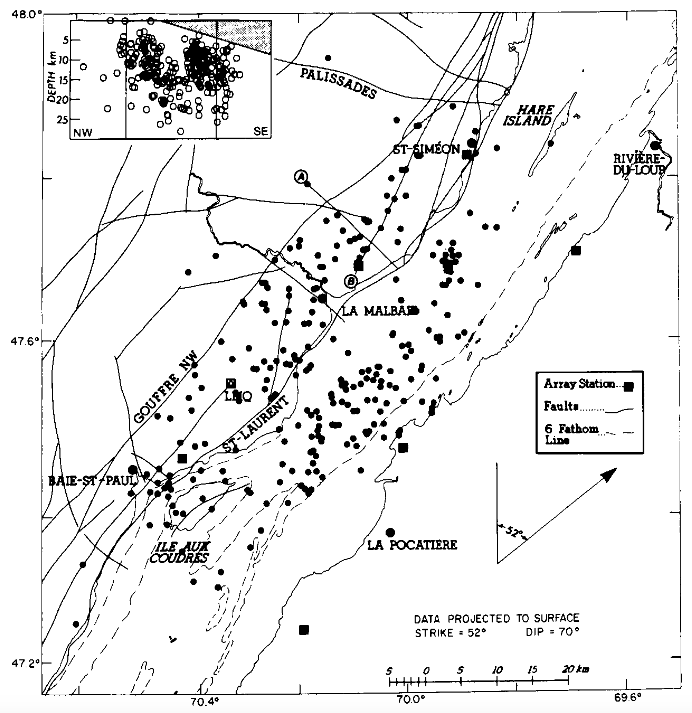 48.0°
DEPTH km
5
10
15
20
25
NW
SE
PALISSADES
HARE
ISLAND
ST-SIMÉON
RIVIÈRE-
DU-LOUP
A
B
LA MALBAIE
47.6°
GOUFFRE NW
LMQ
ST-LAURENT
Array Station
Faults
6 Fathom
Line
BAIE-ST-PAUL
52°
ILE AUX
COUDRES
LA POCATIÈRE
DATA PROJECTED TO SURFACE
STRIKE = 52° DIP = 70°
47.2°
5 0 5 10 15 20 km
70.4°
70.0°
69.6°